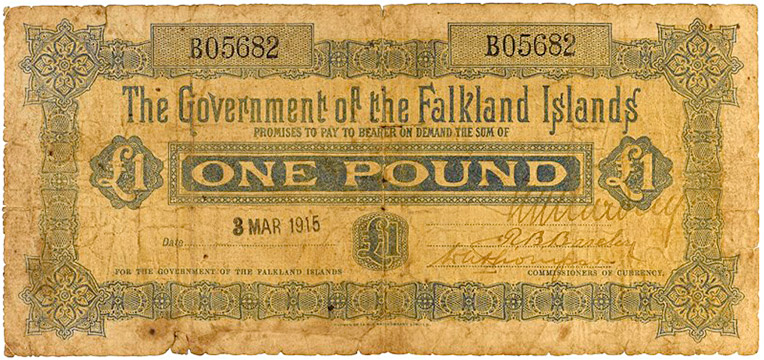 B05682 B05682
The Government of the Falkland Islands
PROMISES TO PAY TO BEARER ON DEMAND THE SUM OF
£1 ONE POUND £1
3 MAR 1915
Date £1
FOR THE GOVERNMENT OF THE FALKLAND ISLANDS COMMISSIONERS OF CURRENCY.